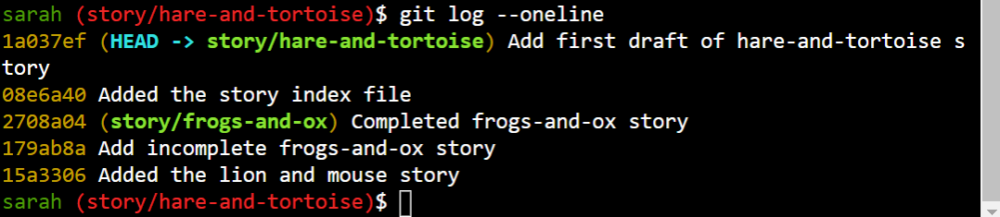 sarah (story/hare-and-tortoise)$ git log --oneline
1a037ef (HEAD -> story/hare-and-tortoise) Add first draft of hare-and-tortoise s
tory
08e6a40 Added the story index file
2708a04 (story/frogs-and-ox) Completed frogs-and-ox story
179ab8a Add incomplete frogs-and-ox story
15a3306 Added the lion and mouse story
sarah (story/hare-and-tortoise)$